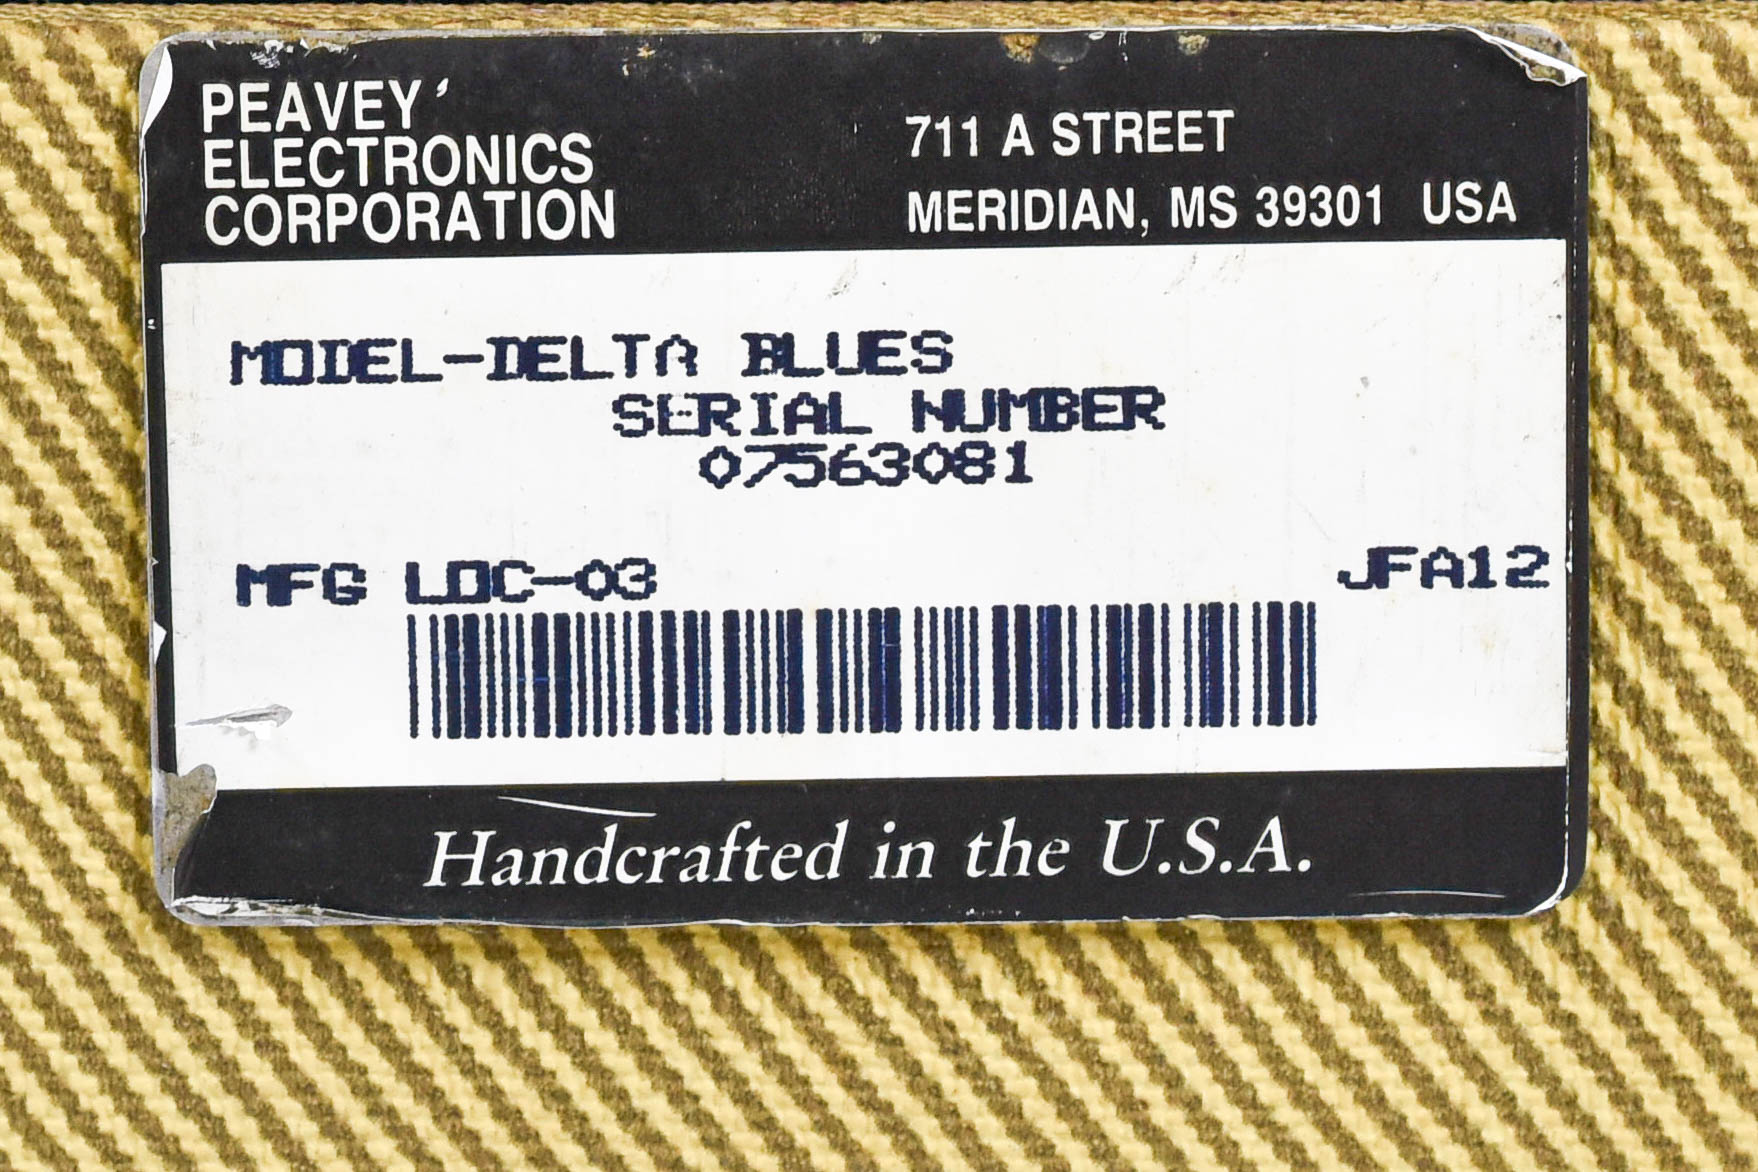 PEAVEY
ELECTRONICS
CORPORATION
711 A STREET
MERIDIAN, MS 39301 USA
MODEL-DELTA BLUES
SERIAL NUMBER
07563081
MFG LOC-03
JFA12
Handcrafted in the U.S.A.